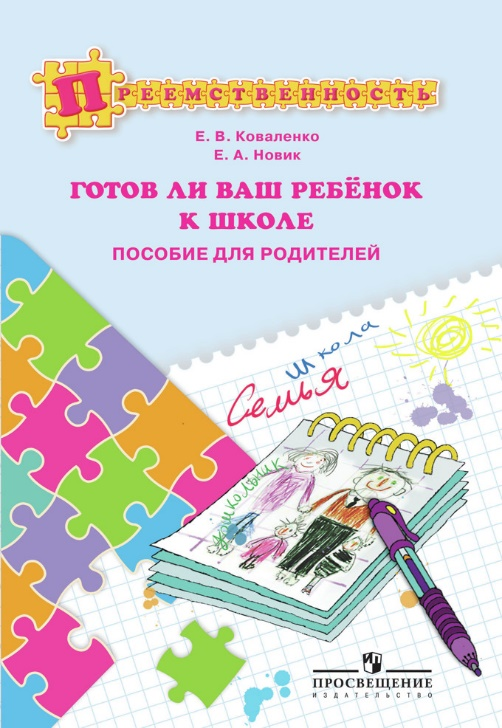 ПРЕЕМСТВЕННОСТЬ
Е. В. Коваленко
Е. А. Новик
ГОТОВ ЛИ ВАШ РЕБЁНОК
К ШКОЛЕ
ПОСОБИЕ ДЛЯ РОДИТЕЛЕЙ
школа
Семья
Дошкольник
ПРОСВЕЩЕНИЕ
ИЗДАТЕЛЬСТВО